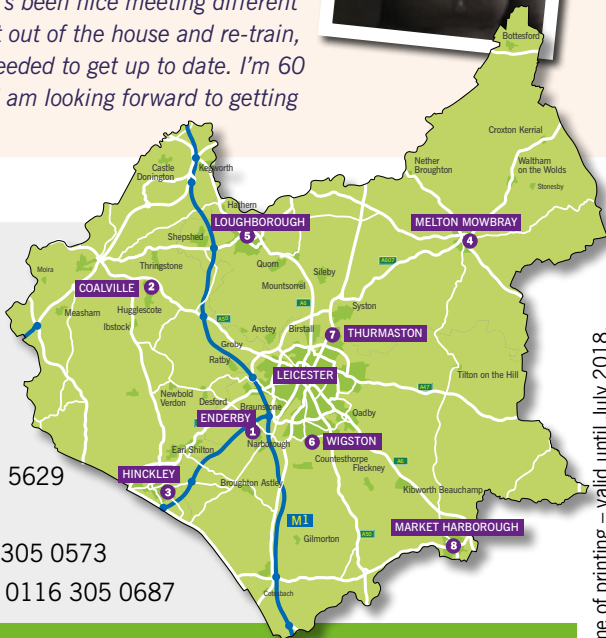 's been nice meeting different
t out of the house and re-train,
eeded to get up to date. I'm 60
am looking forward to getting
Bottesford
Croxton Kerrial
Nether
Broughton
Waltham
on the Wolds
Stonesby
Castle
Donington
Kegworth
Hathern
LOUGHBOROUGH
5
MELTON MOWBRAY
4
Shepshed
A607
Moira
Thringstone
Quorn
Sileby
Mountsorrel
COALVILLE 2
A6
Syston
Measham
Hugglescote
Ibstock
A50
Anstey
Birstall
7 THURMASTON
Groby
Ratby
LEICESTER
Tilton on the Hill
A47
Newbold
Verdon
Desford
Braunstone
Oadby
ENDERBY
1
Narborough
6 WIGSTON
Earl Shilton
Countesthorpe
Fleckney
A6
HINCKLEY
3
Broughton Astley
Kibworth Beauchamp
M1
MARKET HARBOROUGH
8
Gilmorton
A50
Cotesbach
5629
305 0573
0116 305 0687
ne of printing – valid until July 2018